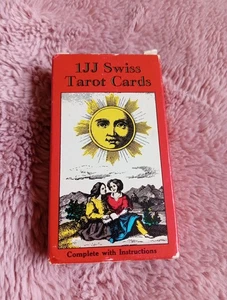 1JJ Swiss
Tarot Cards
Complete with Instructions